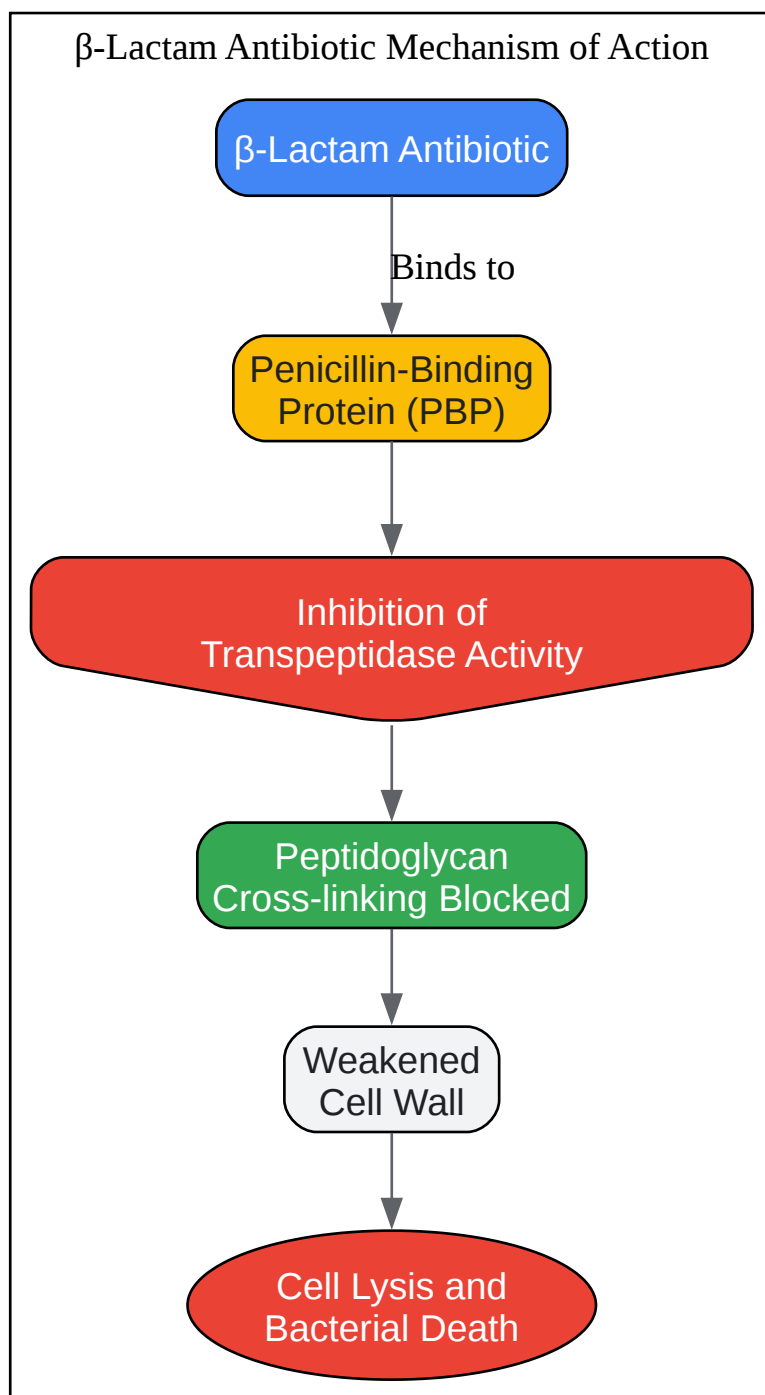 β-Lactam Antibiotic Mechanism of Action
β-Lactam Antibiotic
Binds to
Penicillin-Binding
Protein (PBP)
Inhibition of
Transpeptidase Activity
Peptidoglycan
Cross-linking Blocked
Weakened
Cell Wall
Cell Lysis and
Bacterial Death